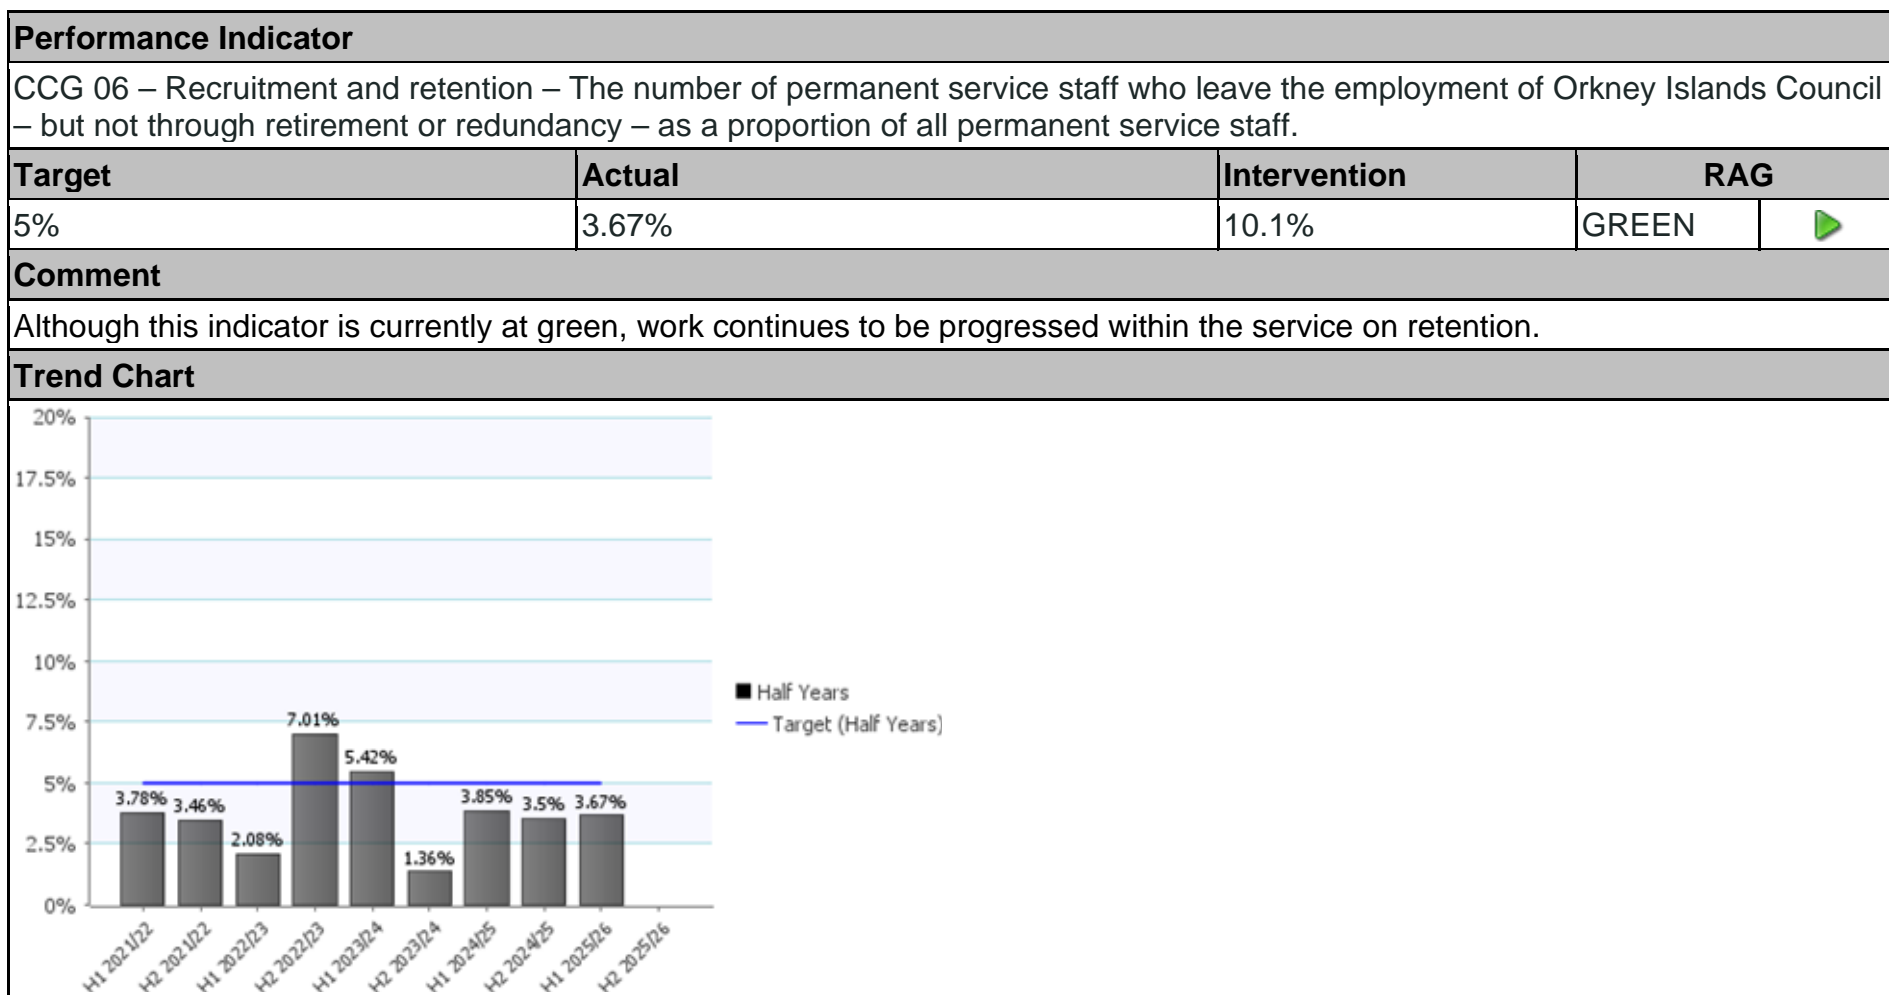 Performance Indicator
CCG 06 – Recruitment and retention – The number of permanent service staff who leave the employment of Orkney Islands Council
– but not through retirement or redundancy – as a proportion of all permanent service staff.
Target Actual Intervention RAG
5% 3.67% 10.1% GREEN
Comment
Although this indicator is currently at green, work continues to be progressed within the service on retention.
Trend Chart
20%
17.5%
15%
12.5%
10%
7.5%
5%
2.5%
0%
3.78%
3.46%
2.08%
7.01%
5.42%
1.36%
3.85%
3.5%
3.67%
H1 2021/22
H2 2021/22
H1 2022/23
H2 2022/23
H1 2023/24
H2 2023/24
H1 2024/25
H2 2024/25
H1 2025/26
H2 2025/26
Half Years
Target (Half Years)